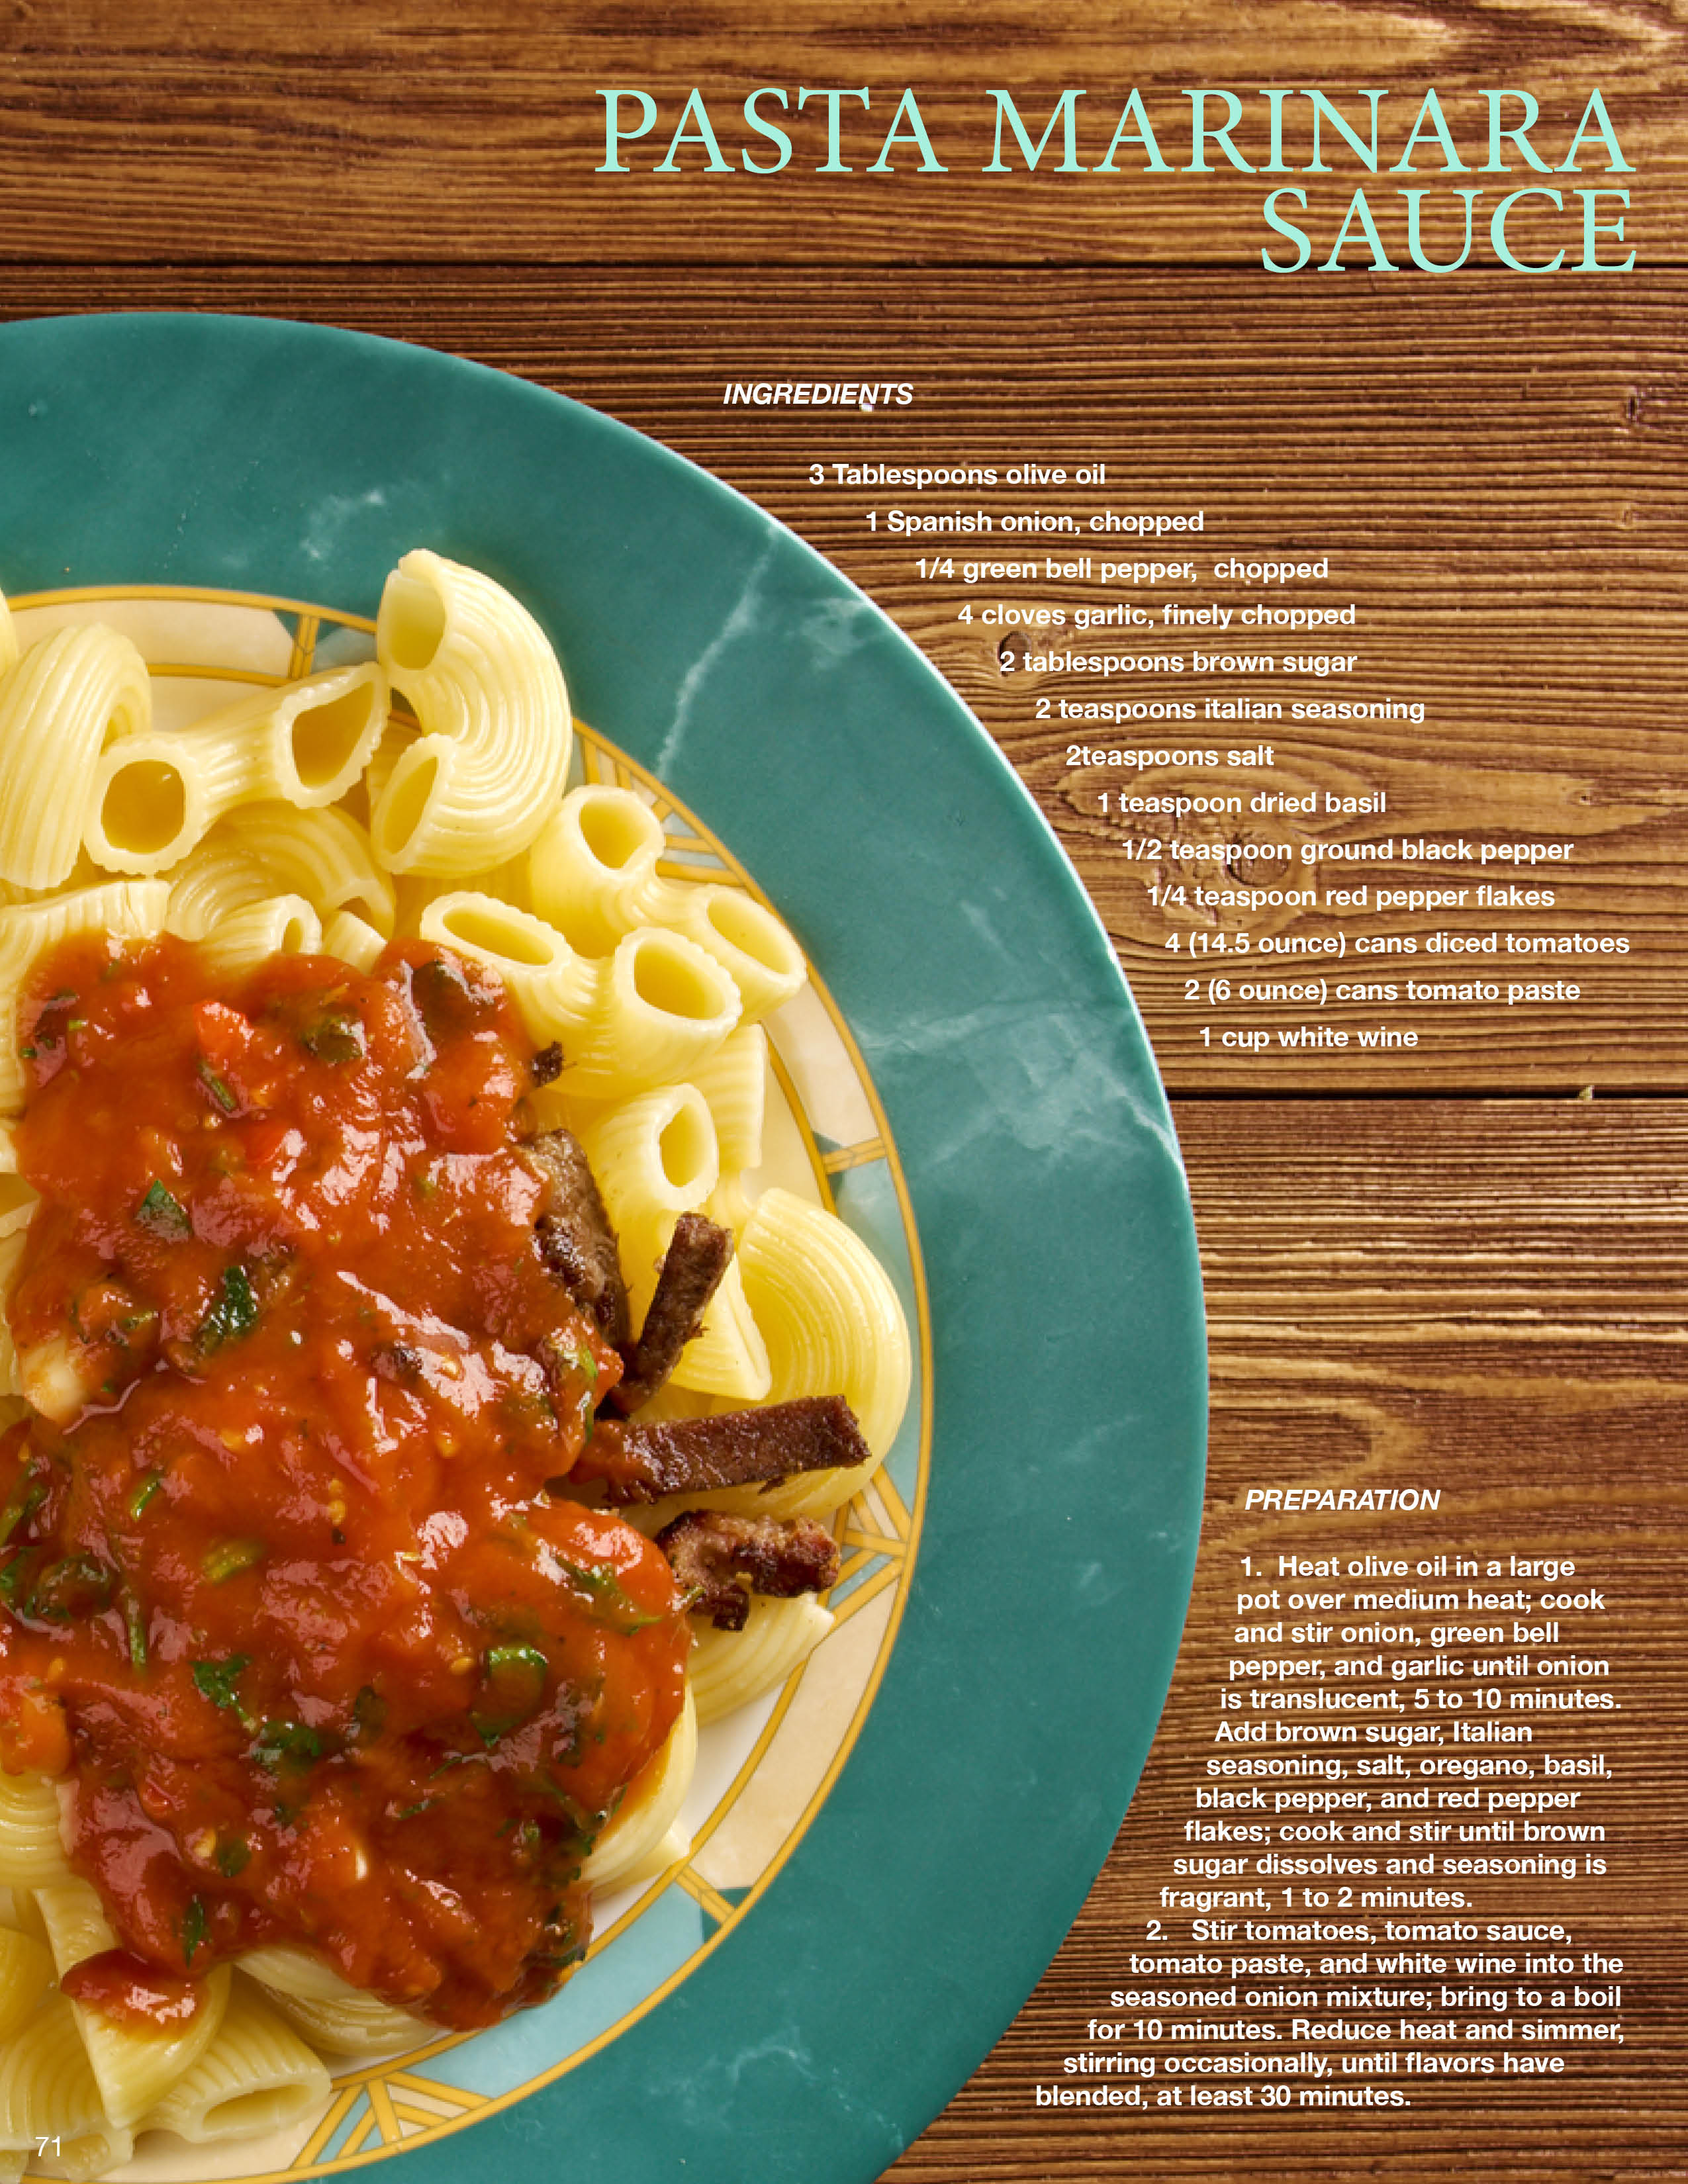 PASTA MARINARA
SAUCE
INGREDIENTS
3 Tablespoons olive oil
1 Spanish onion, chopped
1/4 green bell pepper,  chopped
4 cloves garlic, finely chopped
2 tablespoons brown sugar
2 teaspoons italian seasoning
2teaspoons salt
1 teaspoon dried basil
1/2 teaspoon ground black pepper
1/4 teaspoon red pepper flakes
4 (14.5 ounce) cans diced tomatoes
2 (6 ounce) cans tomato paste
1 cup white wine
PREPARATION
1.  Heat olive oil in a large
pot over medium heat; cook
and stir onion, green bell
pepper, and garlic until onion
is translucent, 5 to 10 minutes.
Add brown sugar, Italian
seasoning, salt, oregano, basil,
black pepper, and red pepper
flakes; cook and stir until brown
sugar dissolves and seasoning is
fragrant, 1 to 2 minutes.
2.   Stir tomatoes, tomato sauce,
tomato paste, and white wine into the
seasoned onion mixture; bring to a boil
for 10 minutes. Reduce heat and simmer,
stirring occasionally, until flavors have
blended, at least 30 minutes.
71